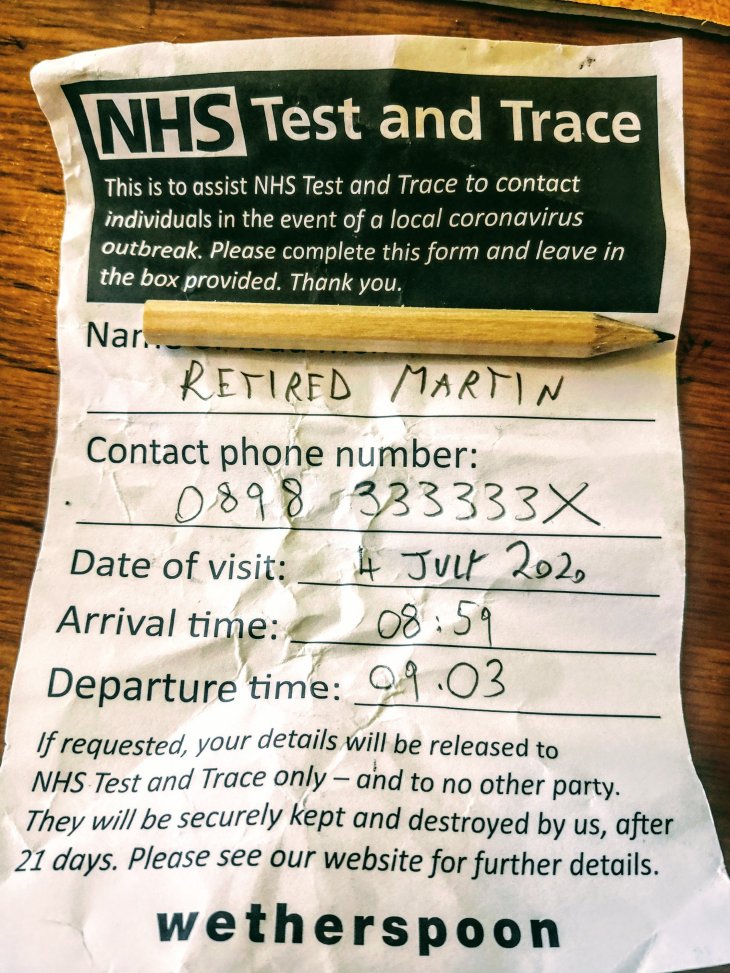 NHS Test and Trace
This is to assist NHS Test and Trace to contact
individuals in the event of a local coronavirus
outbreak. Please complete this form and leave in
the box provided. Thank you.
RETIRED MARTIN
Contact phone number:
0898 333333X
Date of visit: 4 JULY 2020
Arrival time: 08:59
Departure time: 09.03
If requested, your details will be released to
NHS Test and Trace only – and to no other party.
They will be securely kept and destroyed by us, after
21 days. Please see our website for further details.
wetherspoon